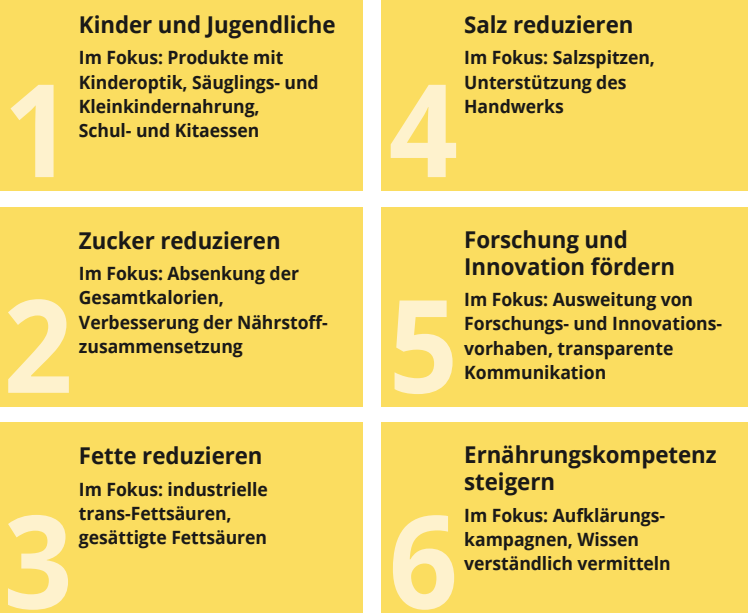 1
Kinder und Jugendliche
Im Fokus: Produkte mit
Kinderoptik, Säuglings- und
Kleinkindernahrung,
Schul- und Kitaessen
2
Zucker reduzieren
Im Fokus: Absenkung der
Gesamtkalorien,
Verbesserung der Nährstoff-
zusammensetzung
3
Fette reduzieren
Im Fokus: industrielle
trans-Fettsäuren,
gesättigte Fettsäuren
4
Salz reduzieren
Im Fokus: Salzspitzen,
Unterstützung des
Handwerks
5
Forschung und
Innovation fördern
Im Fokus: Ausweitung von
Forschungs- und Innovations-
vorhaben, transparente
Kommunikation
6
Ernährungskompetenz
steigern
Im Fokus: Aufklärungs-
kampagnen, Wissen
verständlich vermitteln